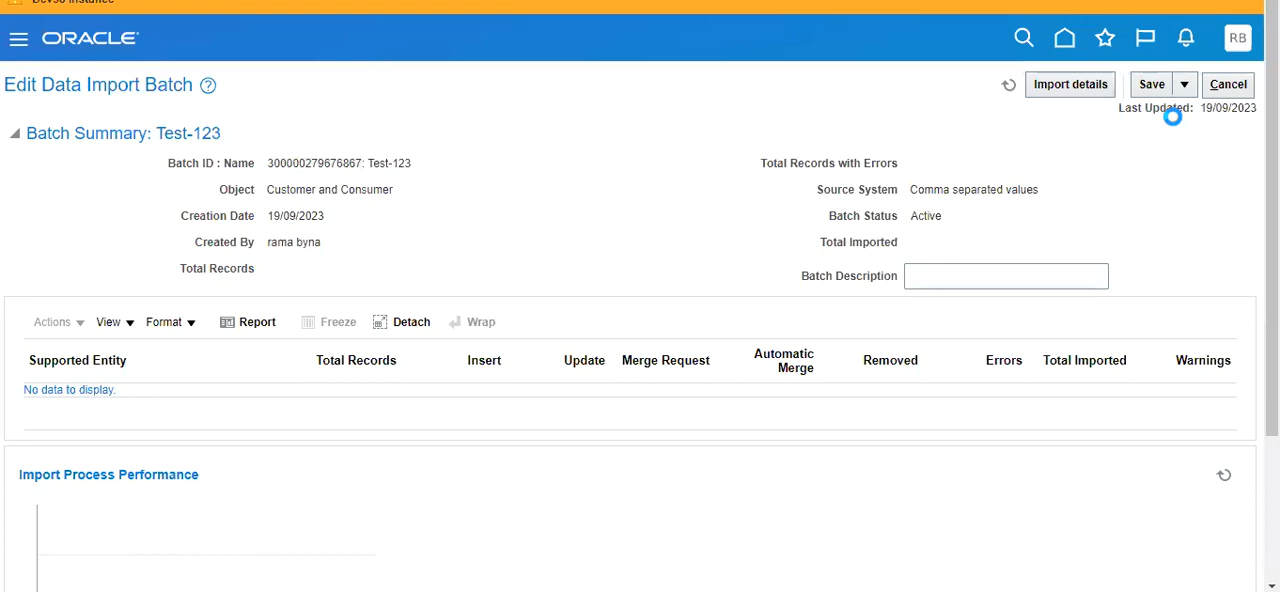 Dev36 Instance
ORACLE
RB
Edit Data Import Batch ?
Import details
Save
Cancel
Last Updated: 19/09/2023
Batch Summary: Test-123
Batch ID : Name 300000279676867: Test-123
Total Records with Errors
Object Customer and Consumer
Source System Comma separated values
Creation Date 19/09/2023
Batch Status Active
Created By rama byna
Total Imported
Total Records
Batch Description
Actions View Format Report Freeze Detach Wrap
Supported Entity Total Records Insert Update Merge Request Automatic Merge Removed Errors Total Imported Warnings
No data to display.
Import Process Performance